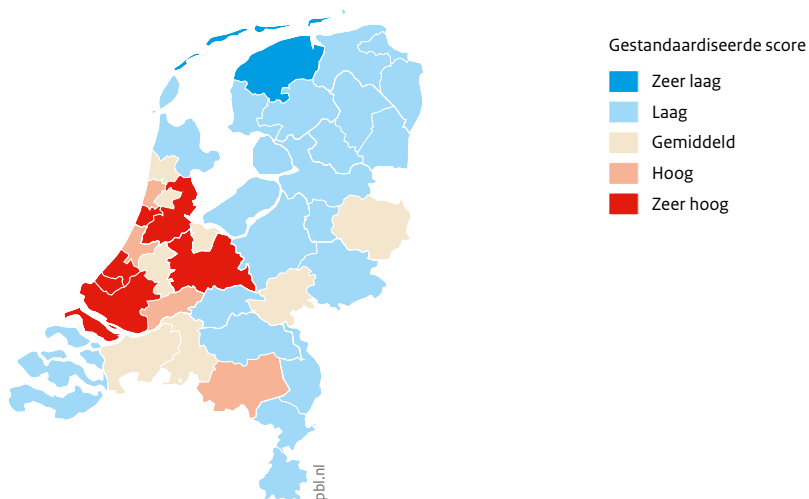 Gestandaardiseerde score
Zeer laag
Laag
Gemiddeld
Hoog
Zeer hoog
pbl.nl